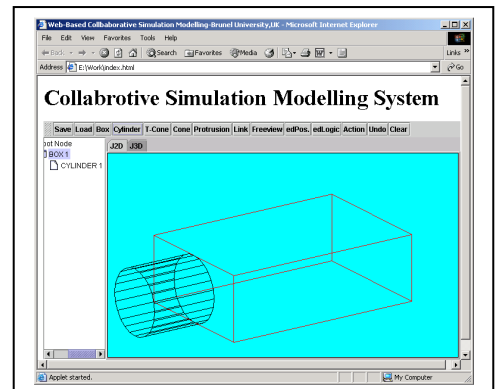 Web-Based Collbaborative Simulation Modelling-Brunel University,UK - Microsoft Internet Explorer
File Edit View Favorites Tools Help
Back Search Favorites Media Links »
Address E:\Work\index.html Go
Collabrotive Simulation Modelling System
Save Load Box Cylinder T-Cone Cone Protrusion Link Freeview edPos. edLogic Action Undo Clear
oot Node J2D J3D
BOX 1
CYLINDER 1
Applet started. My Computer